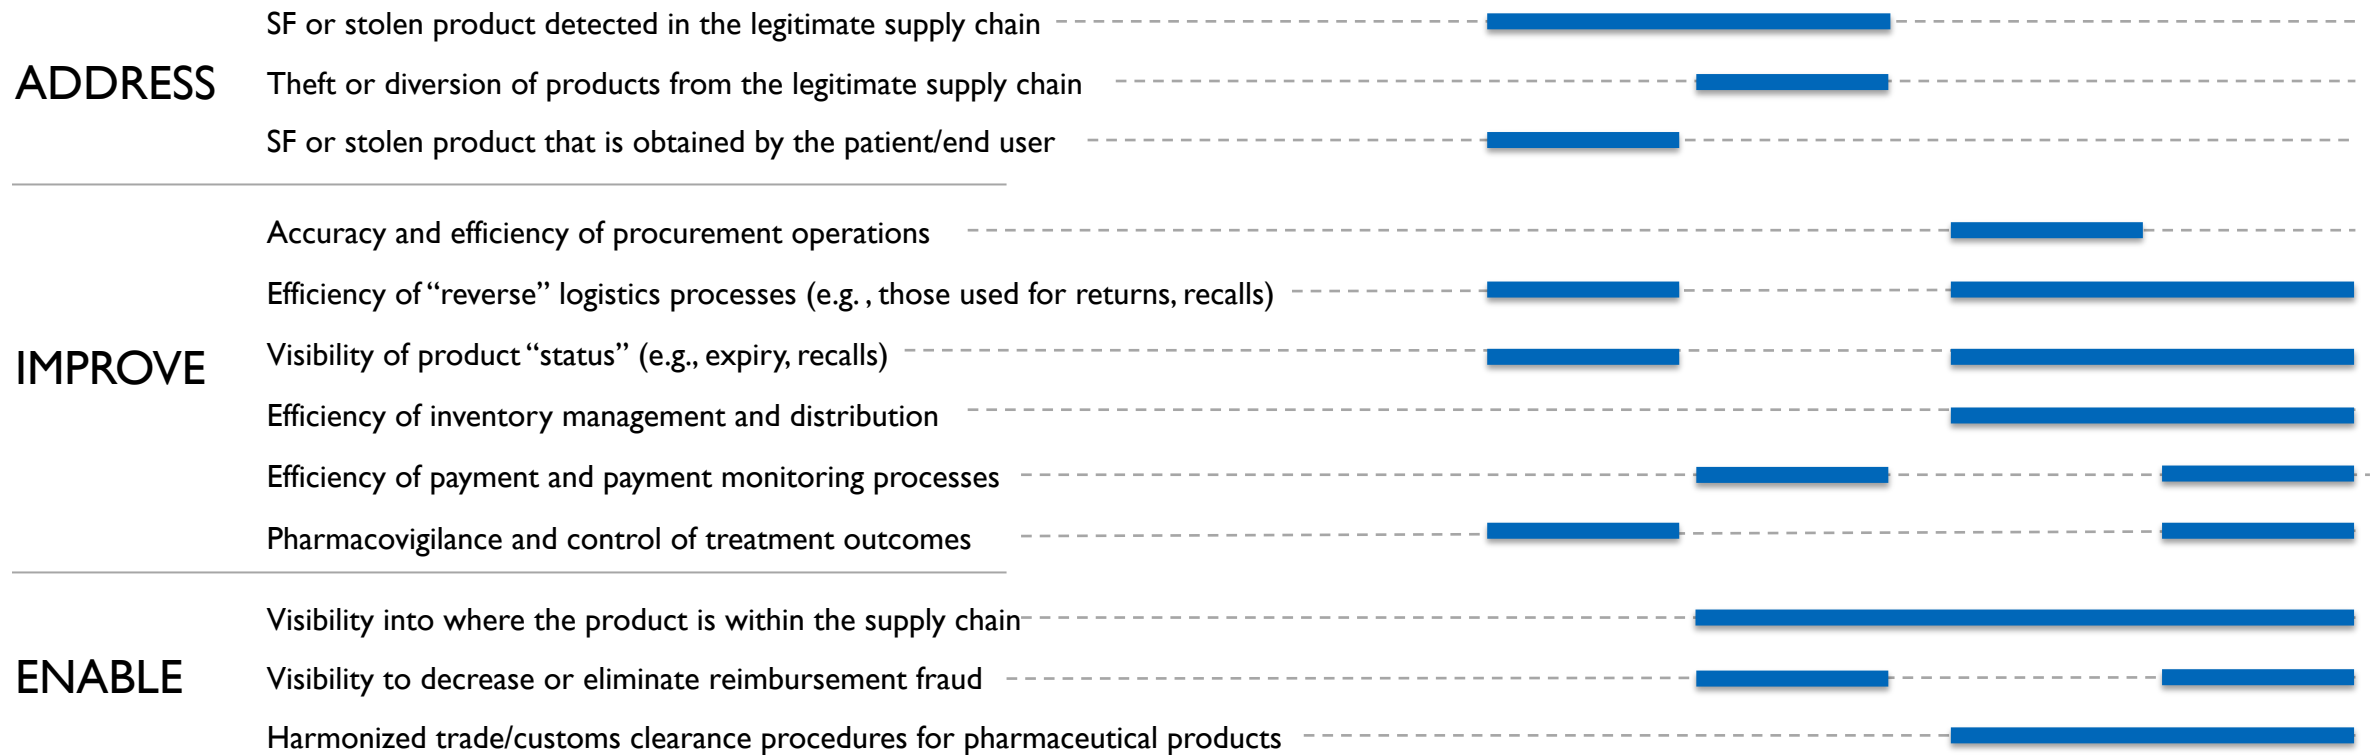 SF or stolen product detected in the legitimate supply chain
ADDRESS
Theft or diversion of products from the legitimate supply chain
SF or stolen product that is obtained by the patient/end user
Accuracy and efficiency of procurement operations
Efficiency of “reverse” logistics processes (e.g. , those used for returns, recalls)
IMPROVE
Visibility of product “status” (e.g., expiry, recalls)
Efficiency of inventory management and distribution
Efficiency of payment and payment monitoring processes
Pharmacovigilance and control of treatment outcomes
Visibility into where the product is within the supply chain
ENABLE
Visibility to decrease or eliminate reimbursement fraud
Harmonized trade/customs clearance procedures for pharmaceutical products